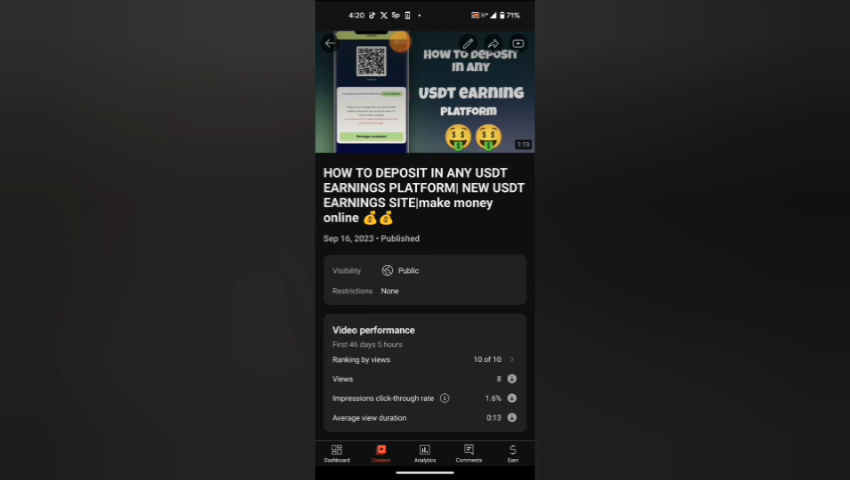 4:20 X Sp 71%
HOW TO DEPOSIT
IN ANY
USDT EARNING
PLATFORM
Recharge completed
1:19
HOW TO DEPOSIT IN ANY USDT
EARNINGS PLATFORM| NEW USDT
EARNINGS SITE|make money
online 💰💰
Sep 16, 2023 • Published
Visibility Public
Restrictions None
Video performance
First 46 days 5 hours
Ranking by views 10 of 10
Views 8
Impressions click-through rate 1.6%
Average view duration 0:13
Dashboard Content Analytics Comments Earn